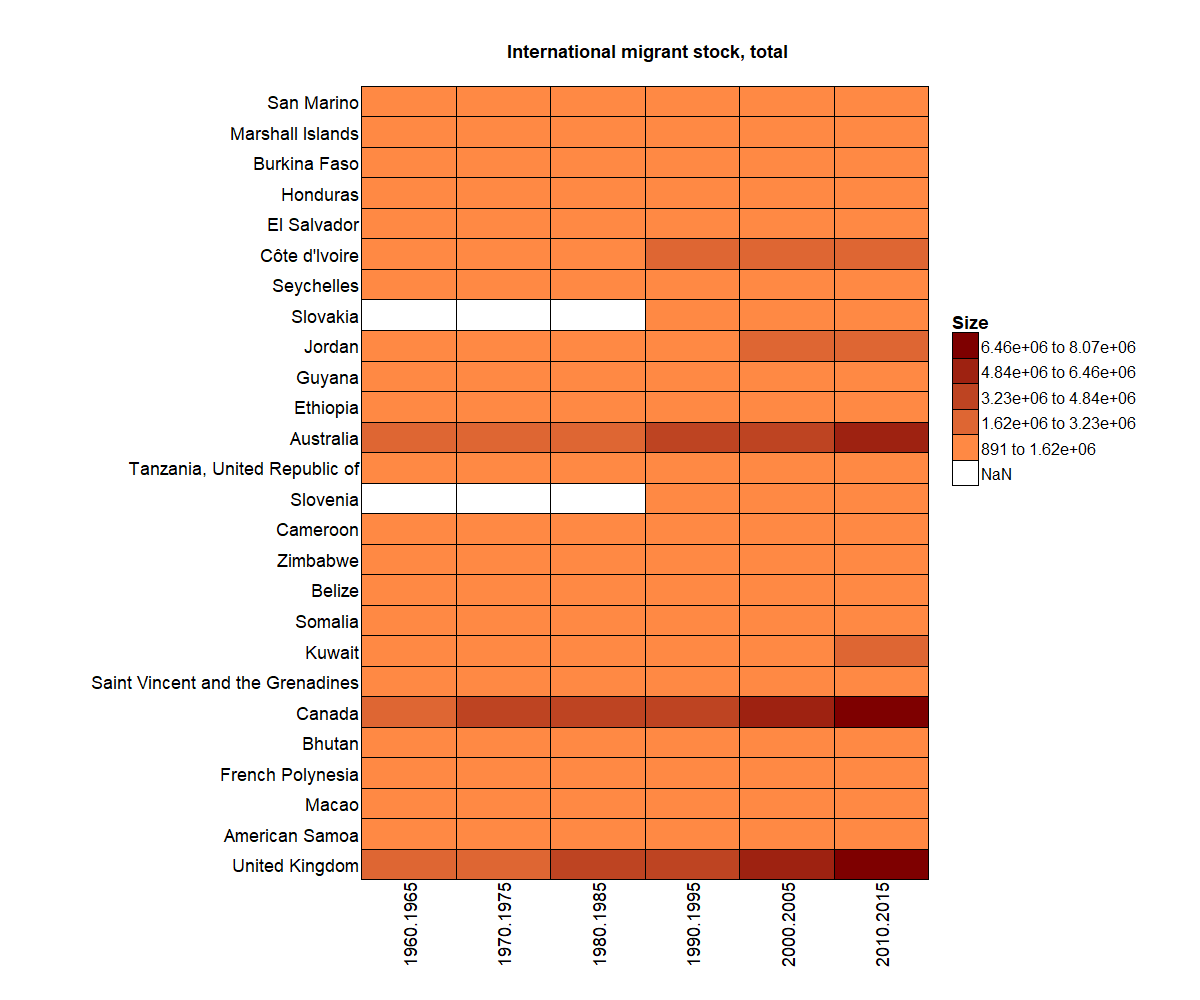 International migrant stock, total
San Marino
Marshall Islands
Burkina Faso
Honduras
El Salvador
Côte d'Ivoire
Seychelles
Slovakia
Jordan
Guyana
Ethiopia
Australia
Tanzania, United Republic of
Slovenia
Cameroon
Zimbabwe
Belize
Somalia
Kuwait
Saint Vincent and the Grenadines
Canada
Bhutan
French Polynesia
Macao
American Samoa
United Kingdom
1960.1965
1970.1975
1980.1985
1990.1995
2000.2005
2010.2015
Size
6.46e+06 to 8.07e+06
4.84e+06 to 6.46e+06
3.23e+06 to 4.84e+06
1.62e+06 to 3.23e+06
891 to 1.62e+06
NaN